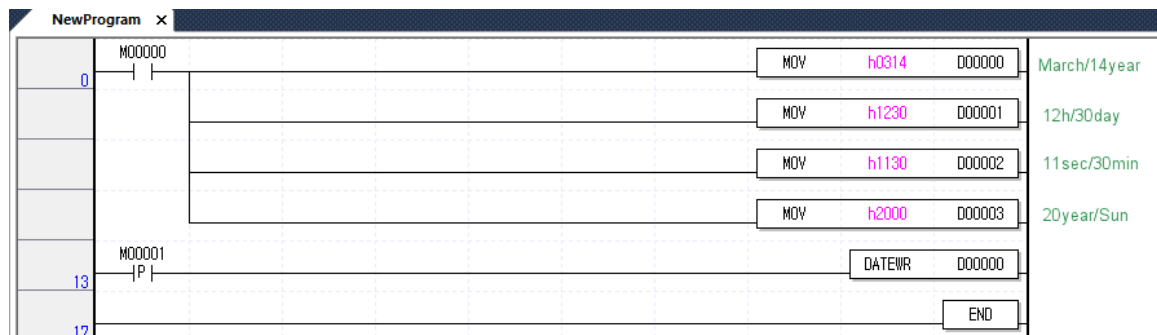 NewProgram ×
M00000
0
MOV h0314 D00000 March/14year
MOV h1230 D00001 12h/30day
MOV h1130 D00002 11sec/30min
MOV h2000 D00003 20year/Sun
M00001
P
13
DATEWR D00000
END
17